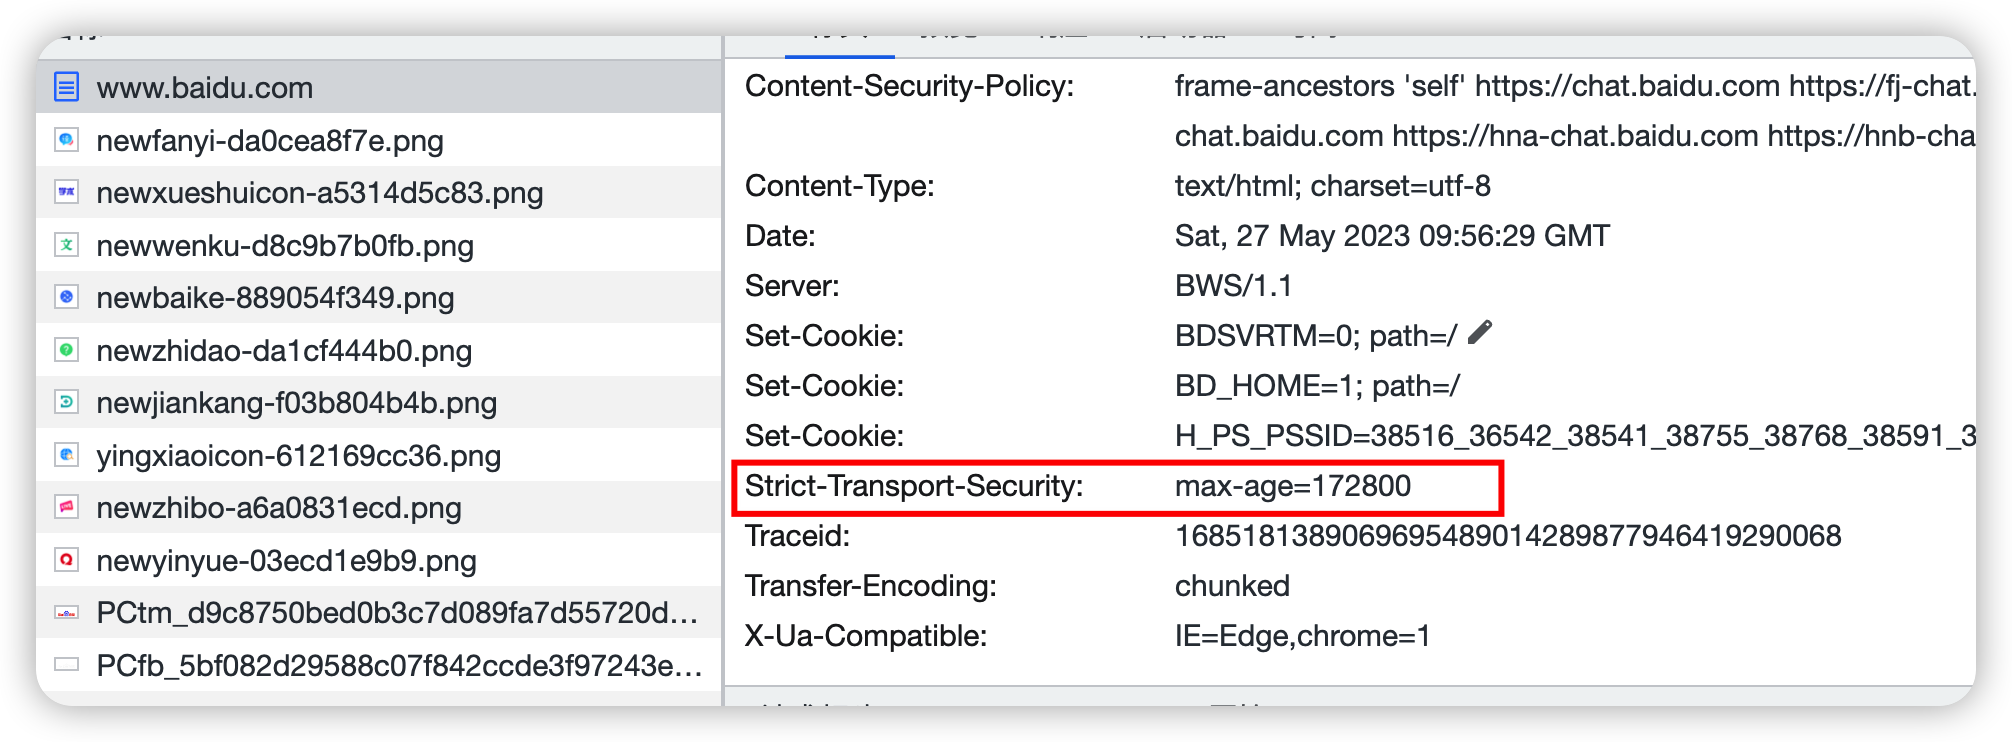 www.baidu.com
newfanyi-da0cea8f7e.png
newxueshuicon-a5314d5c83.png
newwenku-d8c9b7b0fb.png
newbaike-889054f349.png
newzhidao-da1cf444b0.png
newjiankang-f03b804b4b.png
yingxiaoicon-612169cc36.png
newzhibo-a6a0831ecd.png
newyinyue-03ecd1e9b9.png
PCtm_d9c8750bed0b3c7d089fa7d55720d…
PCfb_5bf082d29588c07f842ccde3f97243e…
Content-Security-Policy: frame-ancestors 'self' https://chat.baidu.com https://fj-chat.
chat.baidu.com https://hna-chat.baidu.com https://hnb-cha
Content-Type: text/html; charset=utf-8
Date: Sat, 27 May 2023 09:56:29 GMT
Server: BWS/1.1
Set-Cookie: BDSVRTM=0; path=/
Set-Cookie: BD_HOME=1; path=/
Set-Cookie: H_PS_PSSID=38516_36542_38541_38755_38768_38591_3
Strict-Transport-Security: max-age=172800
Traceid: 1685181389069695489014289877946419290068
Transfer-Encoding: chunked
X-Ua-Compatible: IE=Edge,chrome=1